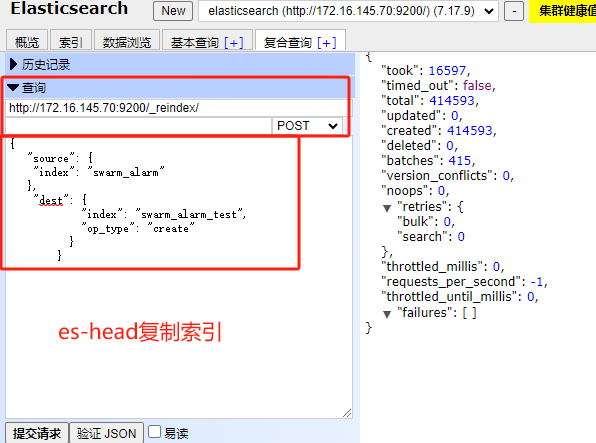 Elasticsearch
New
elasticsearch (http://172.16.145.70:9200/) (7.17.9)
-
集群健康值
概览
索引
数据浏览
基本查询 [+]
复合查询 [+]
历史记录
查询
http://172.16.145.70:9200/_reindex/
POST
{
"source": {
"index": "swarm_alarm"
},
"dest": {
"index": "swarm_alarm_test",
"op_type": "create"
}
}
es-head复制索引
提交请求
验证 JSON
易读
{
"took": 16597,
"timed_out": false,
"total": 414593,
"updated": 0,
"created": 414593,
"deleted": 0,
"batches": 415,
"version_conflicts": 0,
"noops": 0,
"retries": {
"bulk": 0,
"search": 0
},
"throttled_millis": 0,
"requests_per_second": -1,
"throttled_until_millis": 0,
"failures": [ ]
}